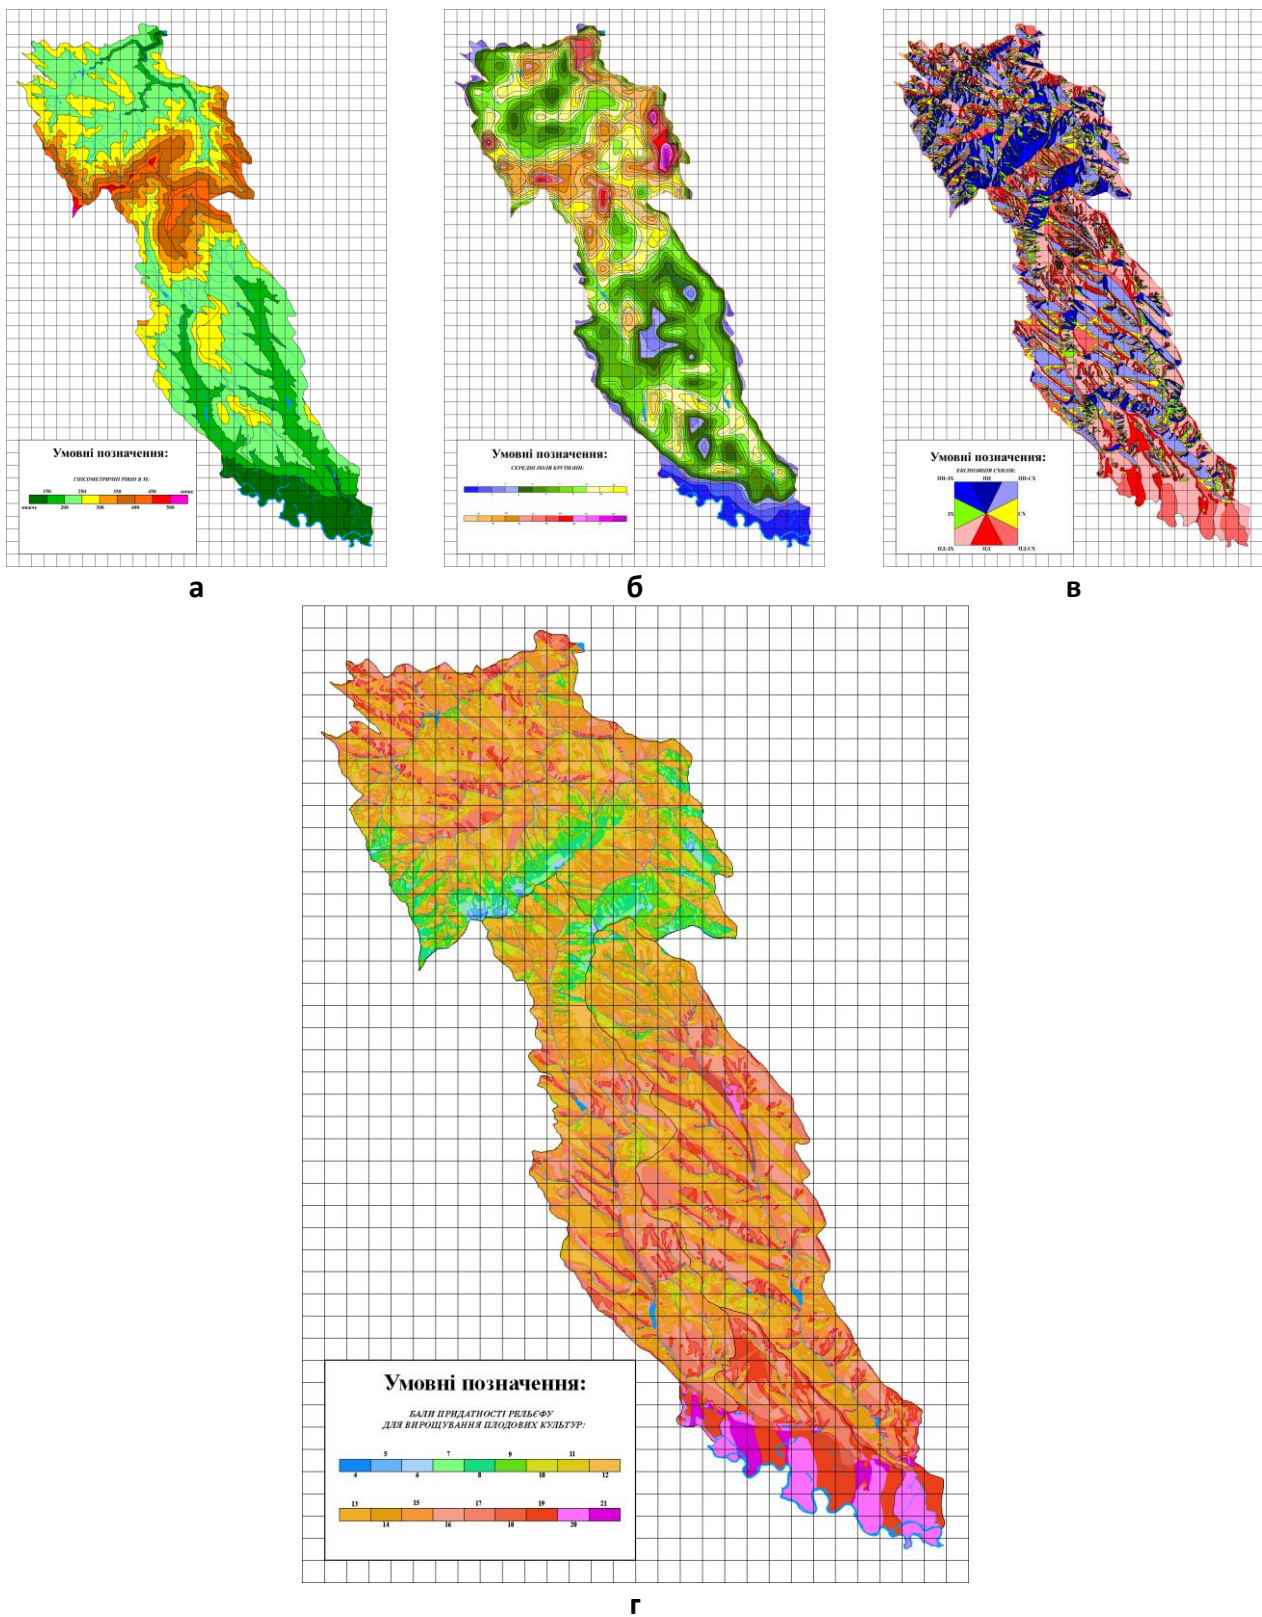 Умовні позначення:
ГІПСОМЕТРИЧНІ РІВНІ В М:
150 250 350 450 вище
нижче 200 300 400 500
а
Умовні позначення:
СЕРЕДНІ ПОЛЯ КРУТИЗНИ:
б
Умовні позначення:
ЕКСПОЗИЦІЯ СХИЛІВ:
ПН-ЗХ ПН ПН-СХ
ЗХ СХ
ПД-ЗХ ПД ПД-СХ
в
Умовні позначення:
БАЛИ ПРИДАТНОСТІ РЕЛЬЄФУ
ДЛЯ ВИРОЩУВАННЯ ПЛОДОВИХ КУЛЬТУР:
5 7 9 11
4 6 8 10 12
13 15 17 19 21
14 16 18 20
г